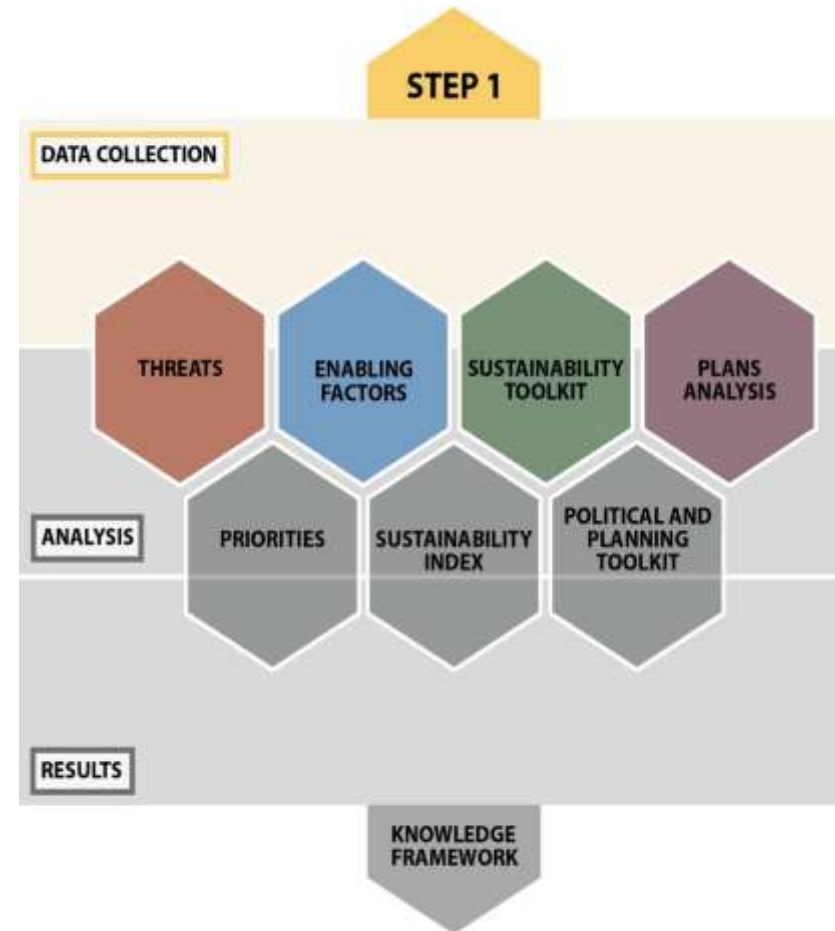 STEP 1
DATA COLLECTION
THREATS
ENABLING
FACTORS
SUSTAINABILITY
TOOLKIT
PLANS
ANALYSIS
ANALYSIS
PRIORITIES
SUSTAINABILITY
INDEX
POLITICAL AND
PLANNING
TOOLKIT
RESULTS
KNOWLEDGE
FRAMEWORK